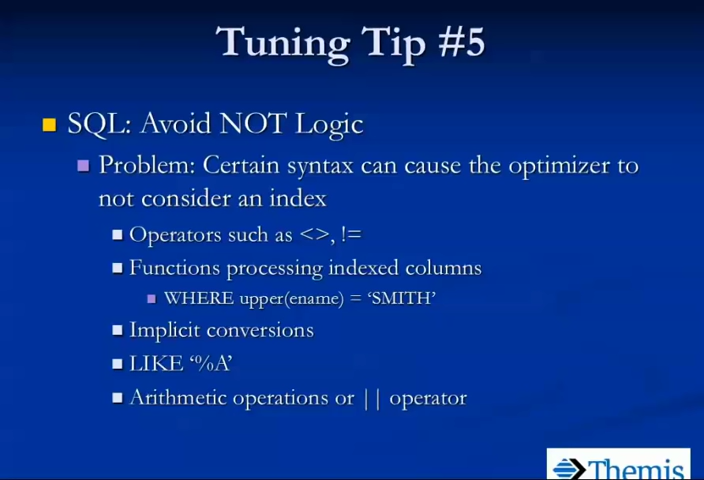 Tuning Tip #5
SQL: Avoid NOT Logic
Problem: Certain syntax can cause the optimizer to
not consider an index
Operators such as <>, !=
Functions processing indexed columns
WHERE upper(ename) = ‘SMITH’
Implicit conversions
LIKE ‘%A’
Arithmetic operations or || operator
Themis